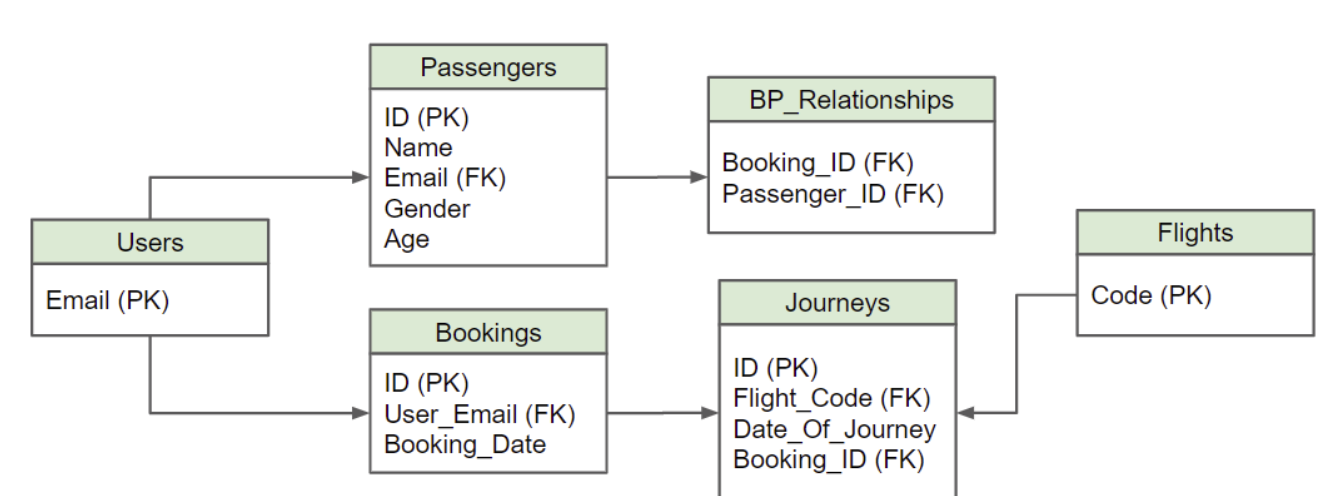 Passengers
ID (PK)
Name
Email (FK)
Gender
Age
BP_Relationships
Booking_ID (FK)
Passenger_ID (FK)
Users
Email (PK)
Flights
Code (PK)
Bookings
ID (PK)
User_Email (FK)
Booking_Date
Journeys
ID (PK)
Flight_Code (FK)
Date_Of_Journey
Booking_ID (FK)